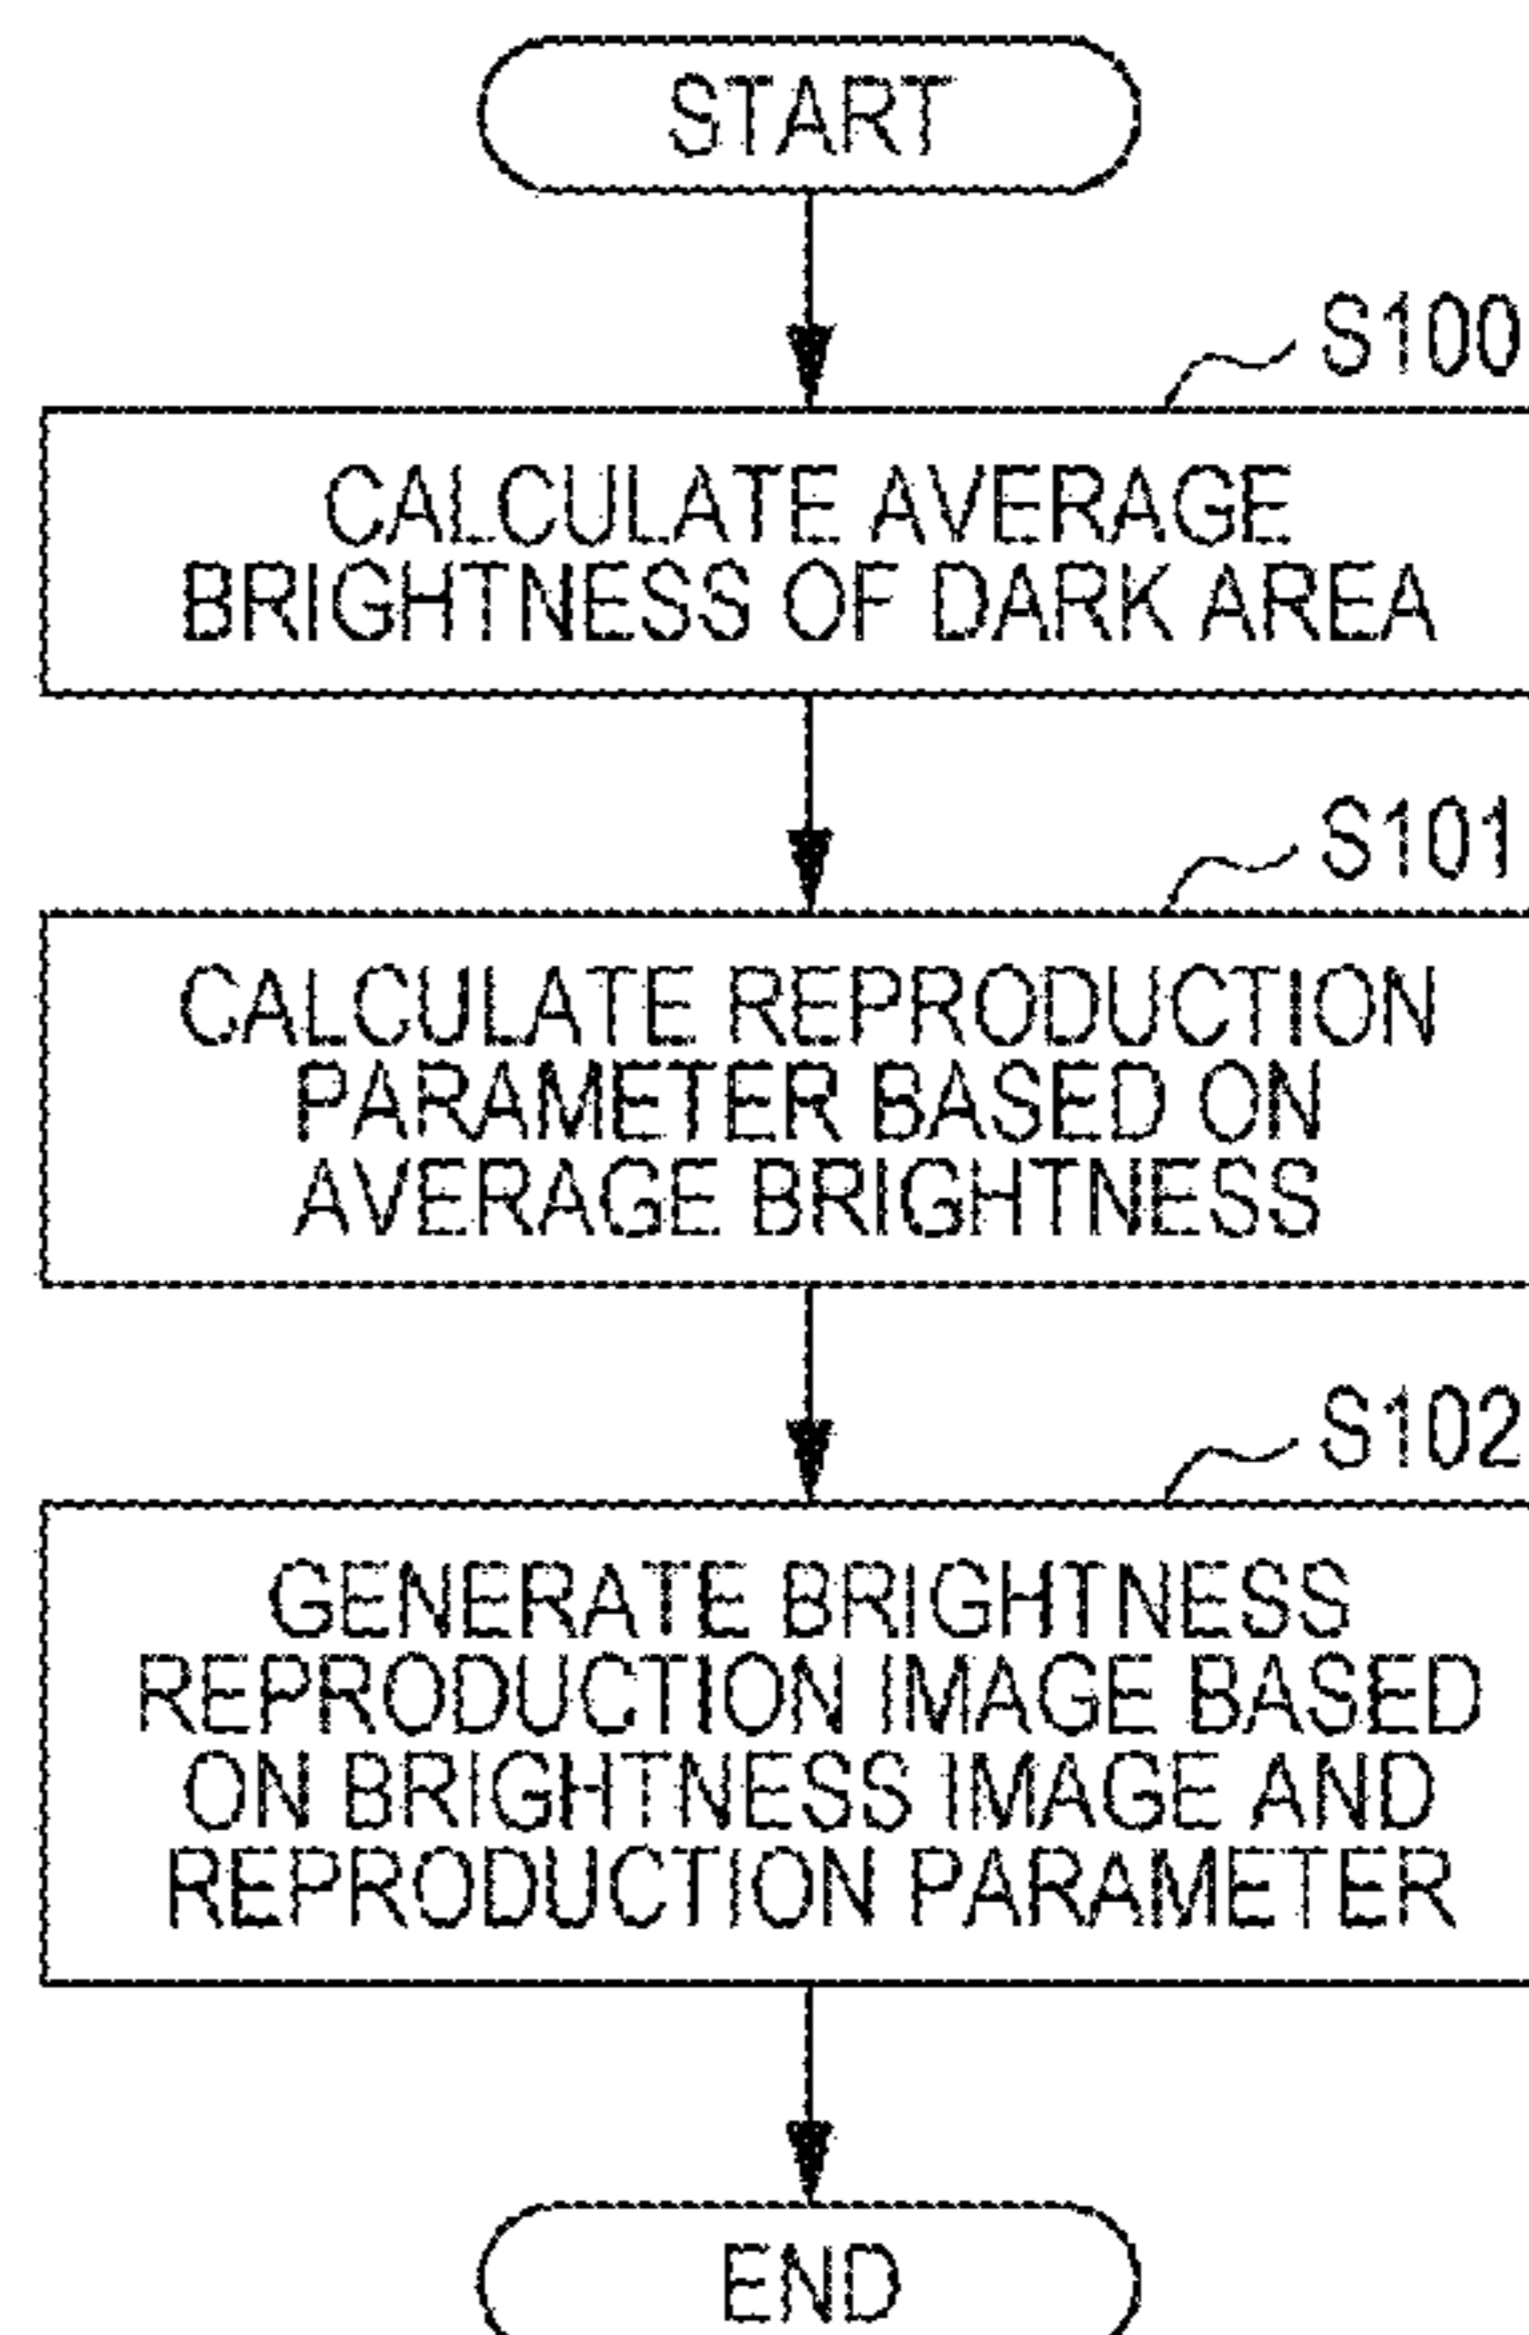 START
S100
CALCULATE AVERAGE
BRIGHTNESS OF DARK AREA
S101
CALCULATE REPRODUCTION
PARAMETER BASED ON
AVERAGE BRIGHTNESS
S102
GENERATE BRIGHTNESS
REPRODUCTION IMAGE BASED
ON BRIGHTNESS IMAGE AND
REPRODUCTION PARAMETER
END